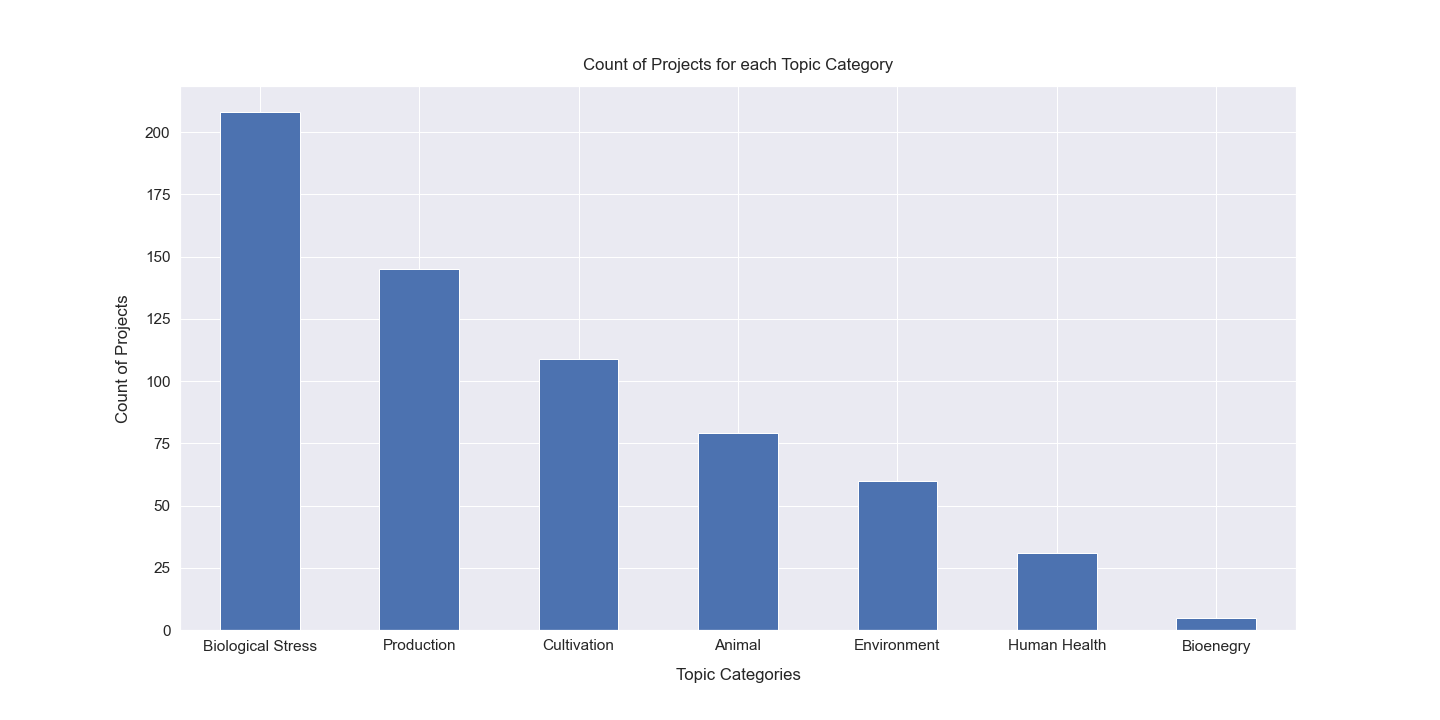 Count of Projects for each Topic Category
200
175
150
125
100
75
50
25
0
Count of Projects
Biological Stress Production Cultivation Animal Environment Human Health Bioenegry
Topic Categories